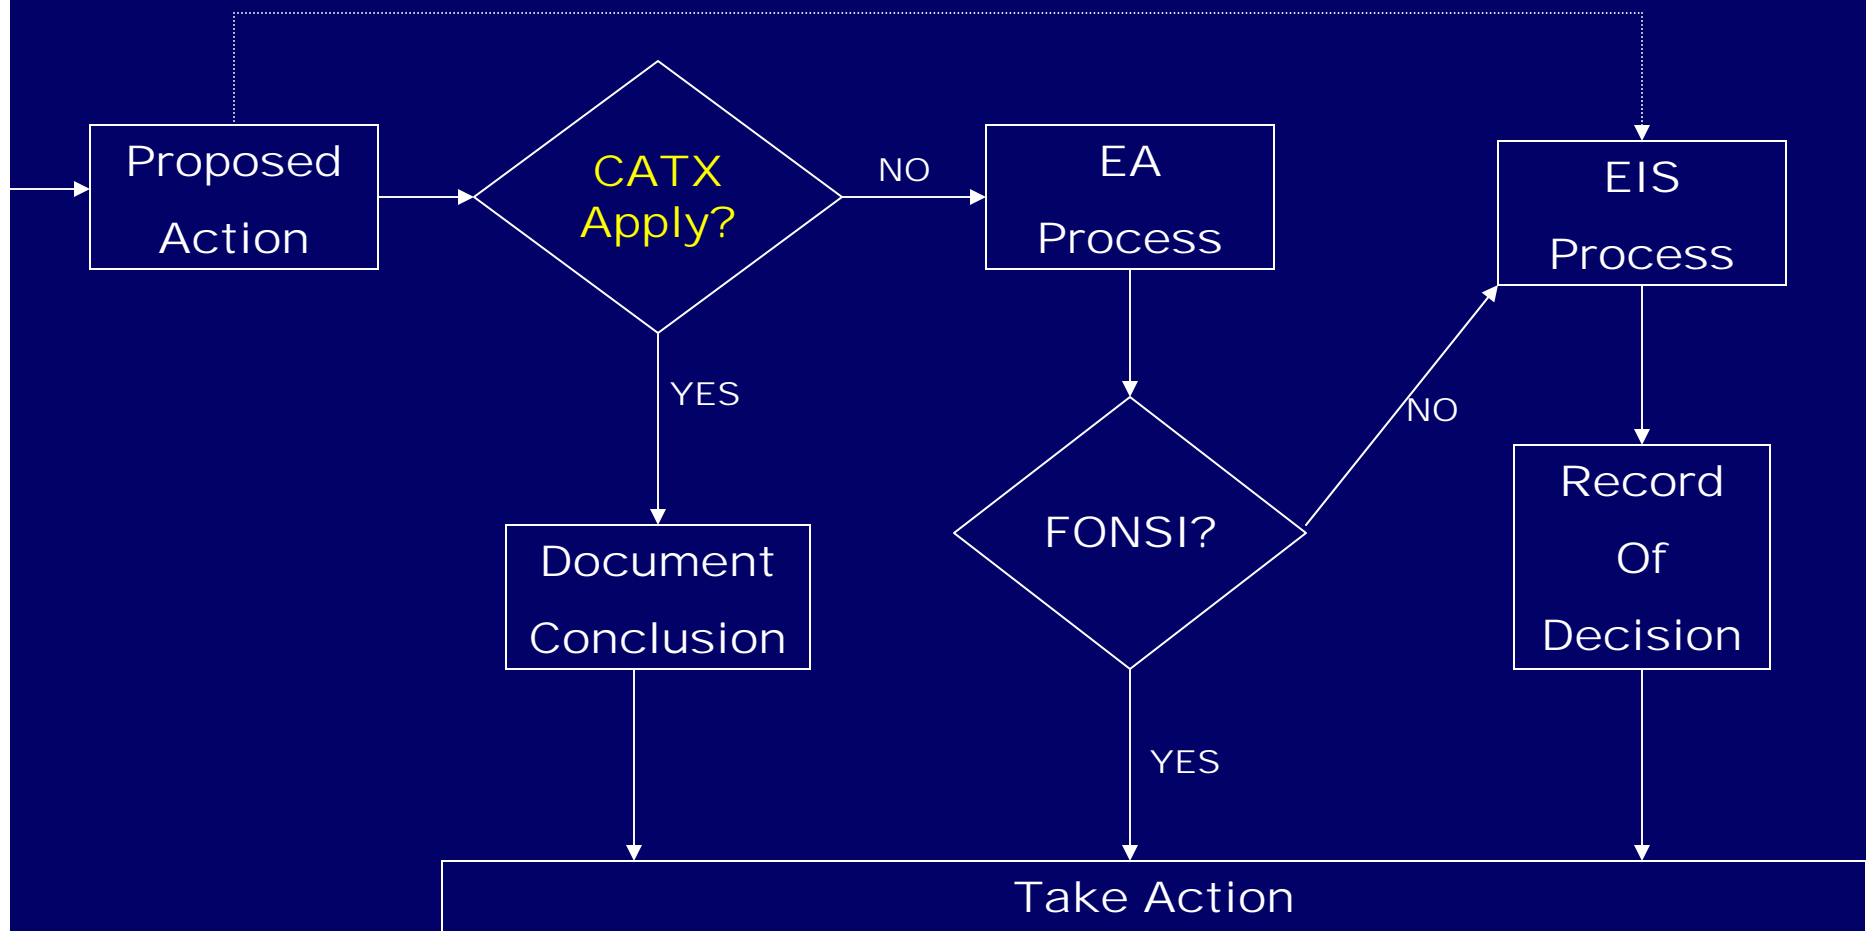 Proposed
Action
CATX
Apply?
NO
EA
Process
EIS
Process
YES
NO
Document
Conclusion
FONSI?
Record
Of
Decision
YES
Take Action